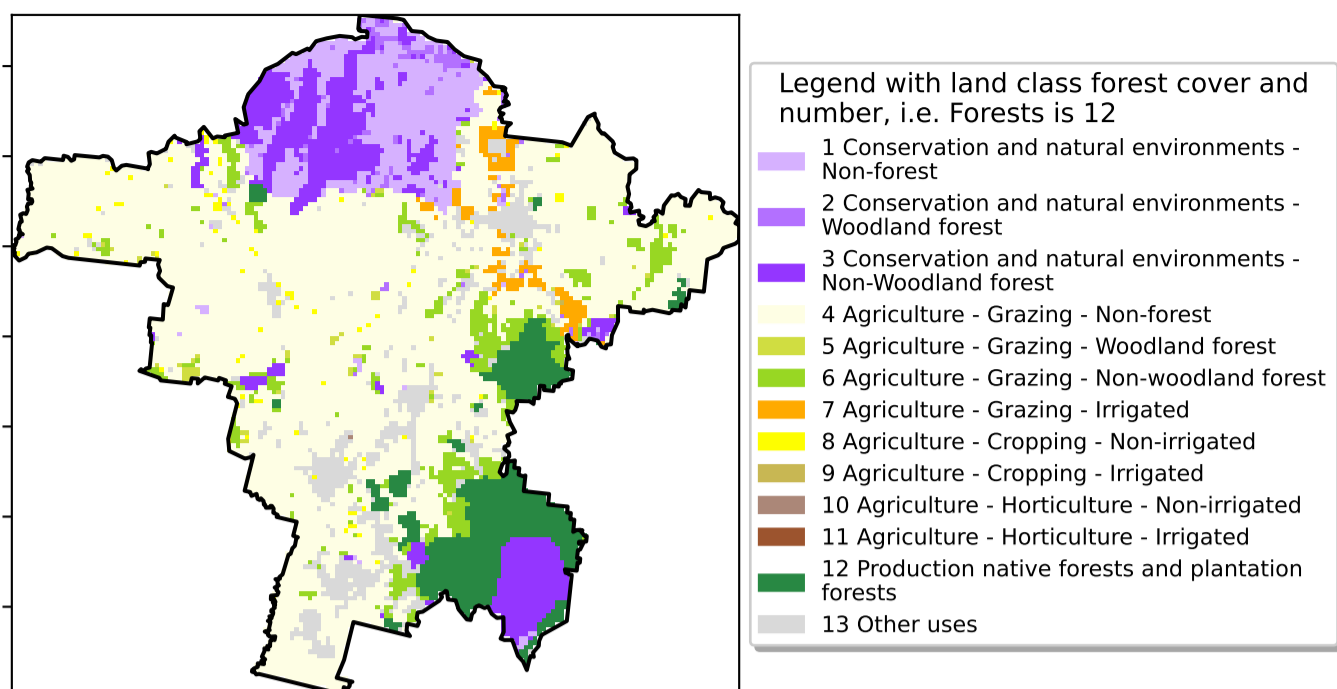 Legend with land class forest cover and
number, i.e. Forests is 12
1 Conservation and natural environments -
Non-forest
2 Conservation and natural environments -
Woodland forest
3 Conservation and natural environments -
Non-Woodland forest
4 Agriculture - Grazing - Non-forest
5 Agriculture - Grazing - Woodland forest
6 Agriculture - Grazing - Non-woodland forest
7 Agriculture - Grazing - Irrigated
8 Agriculture - Cropping - Non-irrigated
9 Agriculture - Cropping - Irrigated
10 Agriculture - Horticulture - Non-irrigated
11 Agriculture - Horticulture - Irrigated
12 Production native forests and plantation
forests
13 Other uses